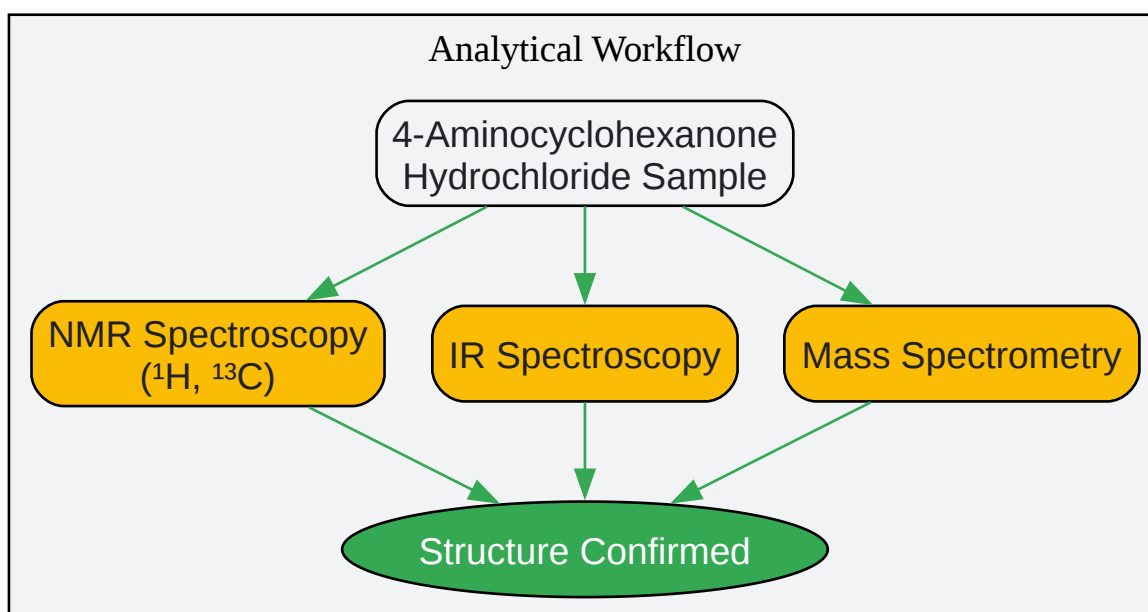 Analytical Workflow
4-Aminocyclohexanone
Hydrochloride Sample
NMR Spectroscopy
(¹H, ¹³C)
IR Spectroscopy
Mass Spectrometry
Structure Confirmed